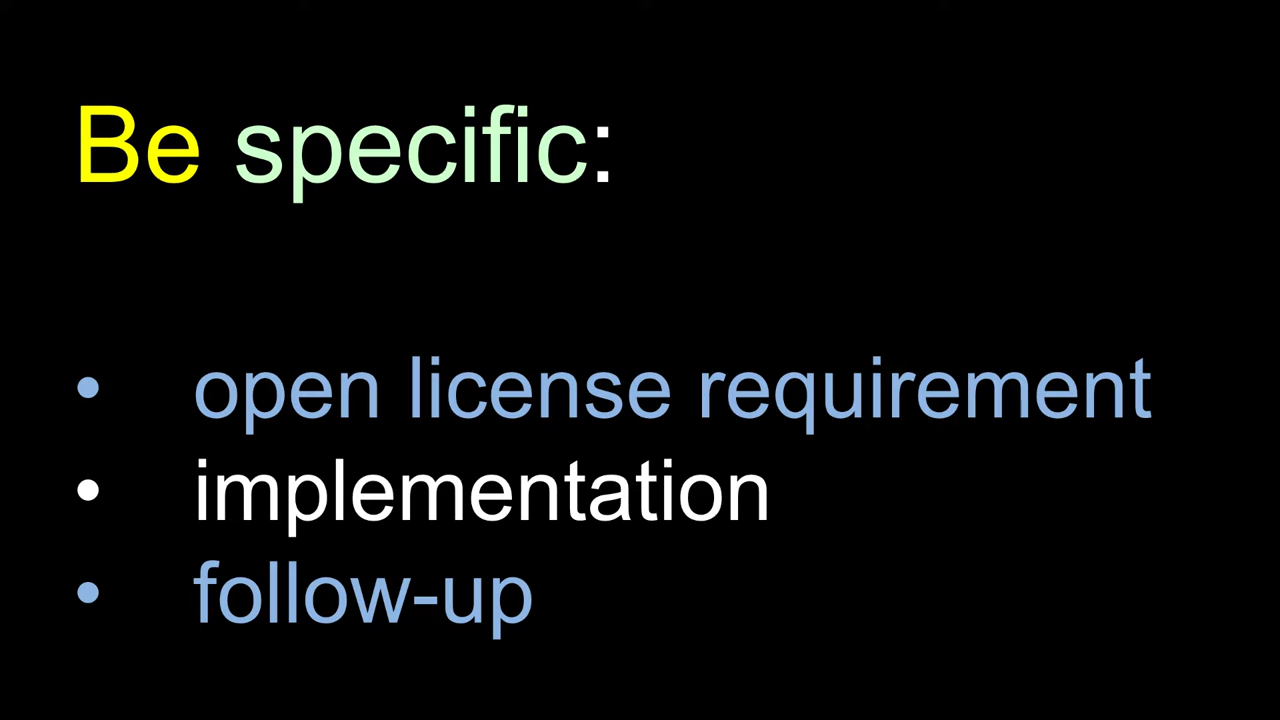 Be specific:
• open license requirement
• implementation
• follow-up